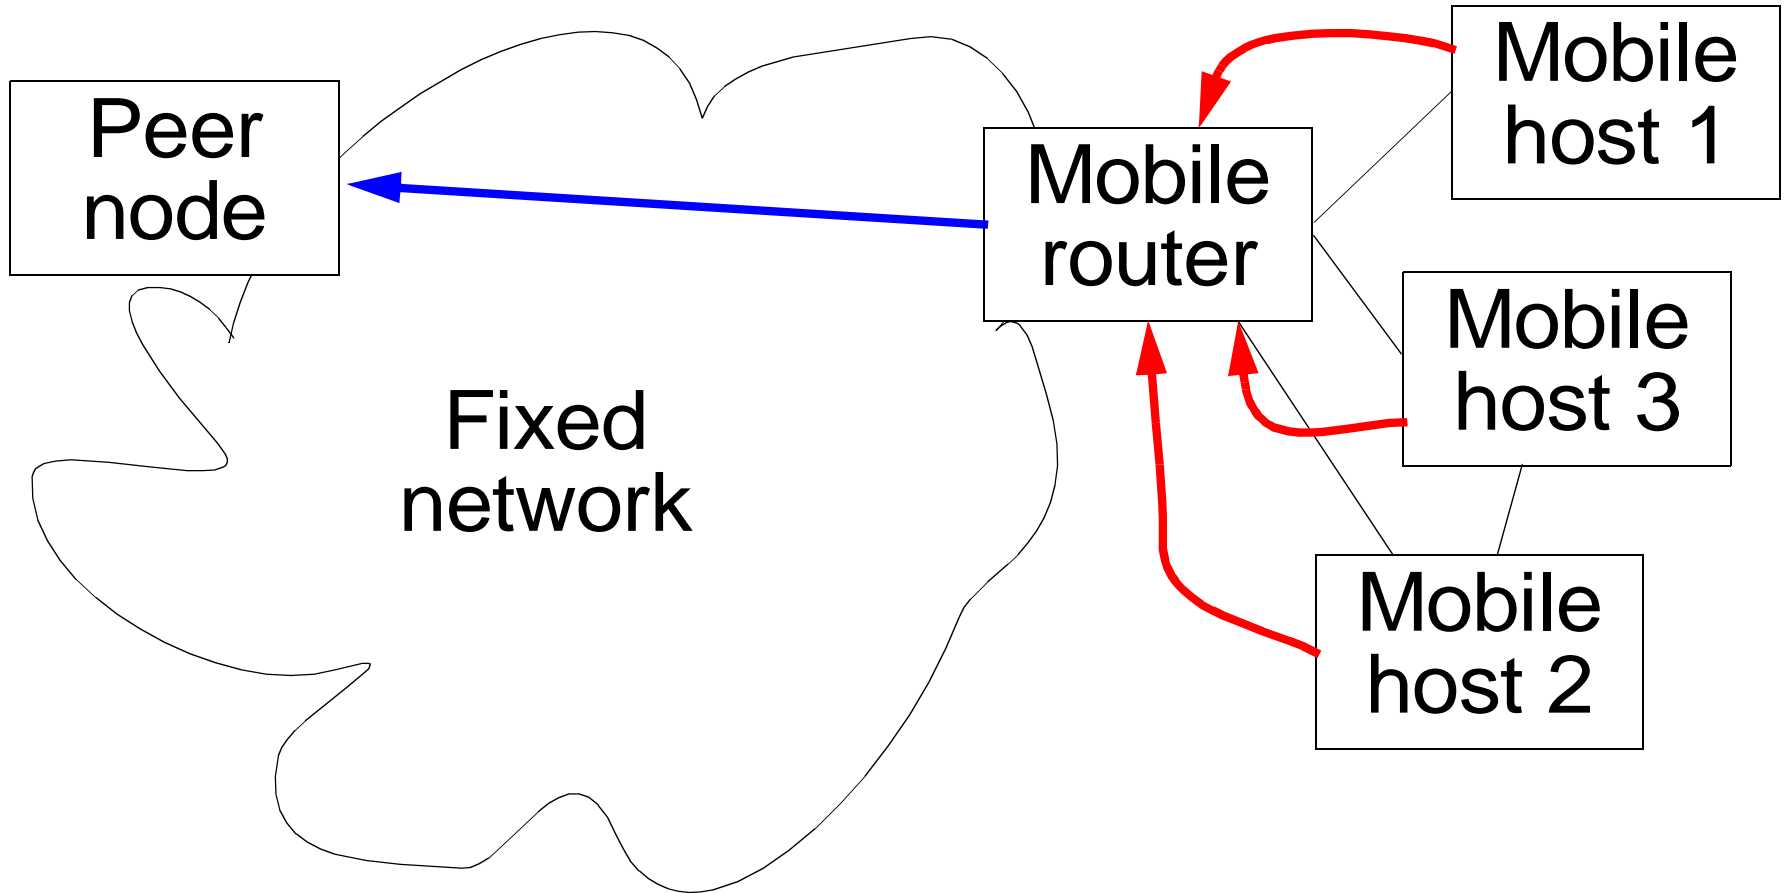 Peer
node
Mobile
router
Mobile
host 1
Mobile
host 3
Fixed
network
Mobile
host 2